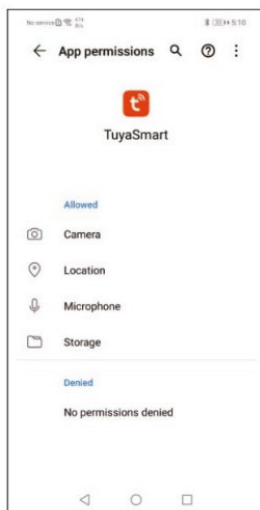 No service
5:10
App permissions
TuyaSmart
Allowed
Camera
Location
Microphone
Storage
Denied
No permissions denied